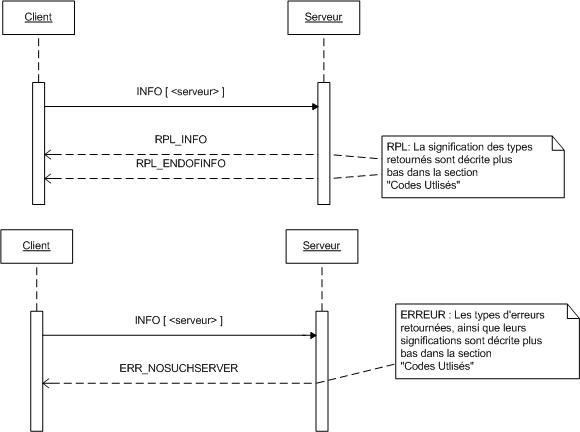 Client
Serveur
INFO [ <serveur> ]
RPL_INFO
RPL_ENDOFINFO
RPL: La signification des types
retournés sont décrite plus
bas dans la section
"Codes Utlisés"
Client
Serveur
INFO [ <serveur> ]
ERR_NOSUCHSERVER
ERREUR : Les types d'erreurs
retournées, ainsi que leurs
significations sont décrite plus
bas dans la section
"Codes Utlisés"